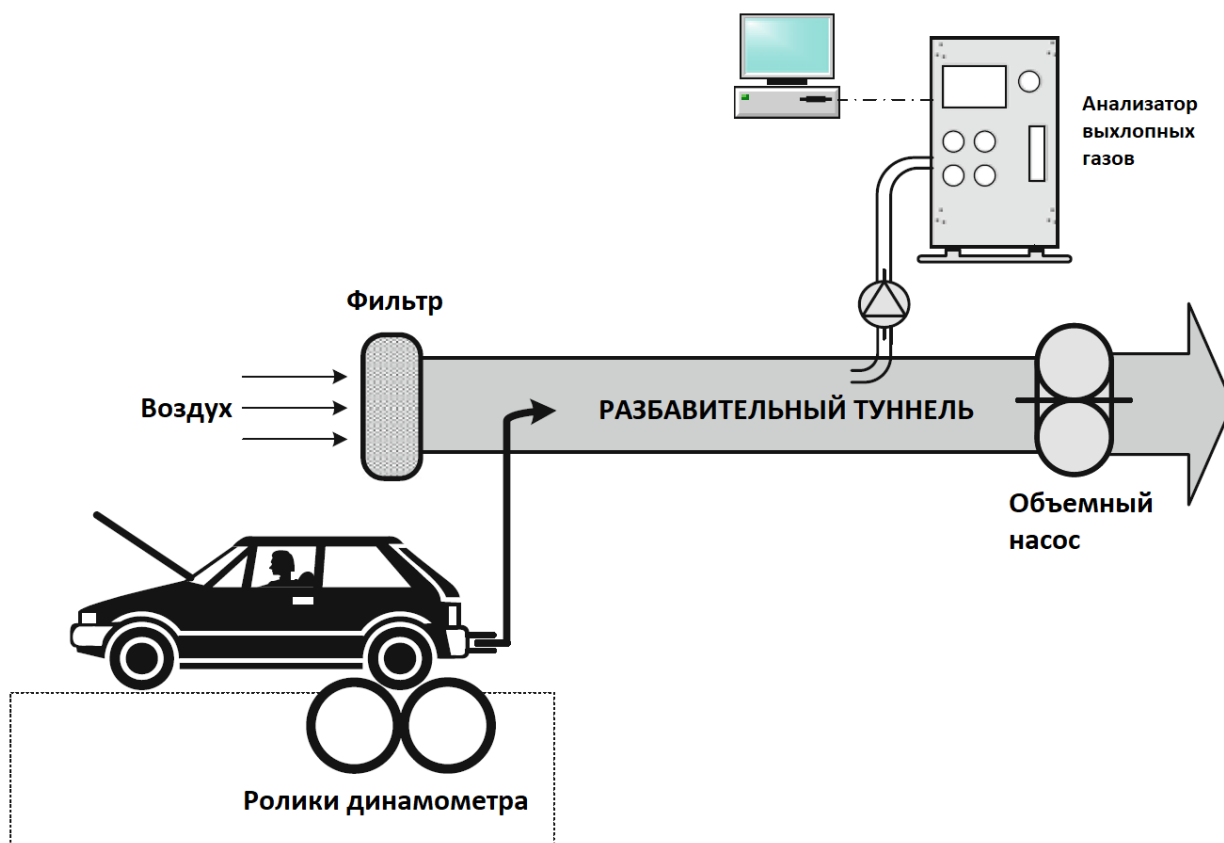 Анализатор
выхлопных
газов
Фильтр
Воздух
РАЗБАВИТЕЛЬНЫЙ ТУННЕЛЬ
Объемный
насос
Ролики динамометра